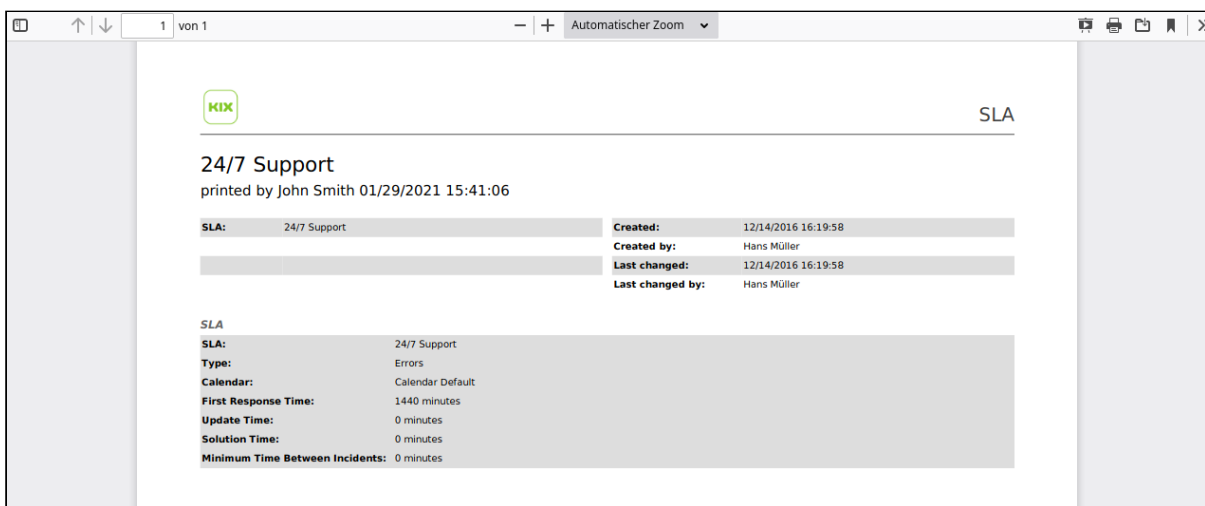 1 von 1 Automatischer Zoom
KIX
SLA
24/7 Support
printed by John Smith 01/29/2021 15:41:06
SLA: 24/7 Support Created: 12/14/2016 16:19:58
Created by: Hans Müller
Last changed: 12/14/2016 16:19:58
Last changed by: Hans Müller
SLA
SLA: 24/7 Support
Type: Errors
Calendar: Calendar Default
First Response Time: 1440 minutes
Update Time: 0 minutes
Solution Time: 0 minutes
Minimum Time Between Incidents: 0 minutes